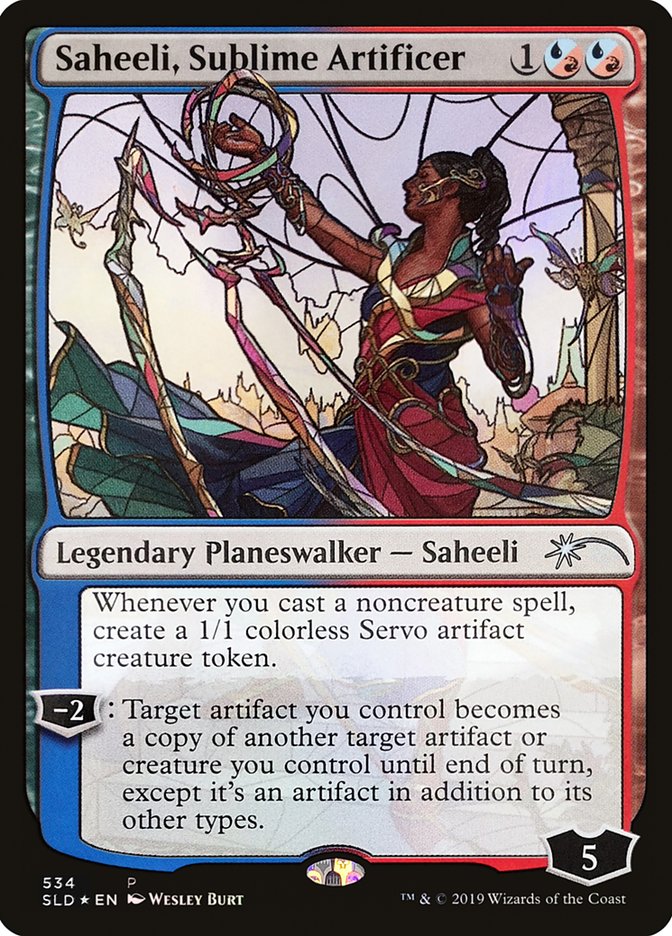 Saheeli, Sublime Artificer 1
Legendary Planeswalker — Saheeli
Whenever you cast a noncreature spell,
create a 1/1 colorless Servo artifact
creature token.
−2 : Target artifact you control becomes
a copy of another target artifact or
creature you control until end of turn,
except it's an artifact in addition to its
other types.
5
534 P
SLD ★ EN Wesley Burt
™ & © 2019 Wizards of the Coast